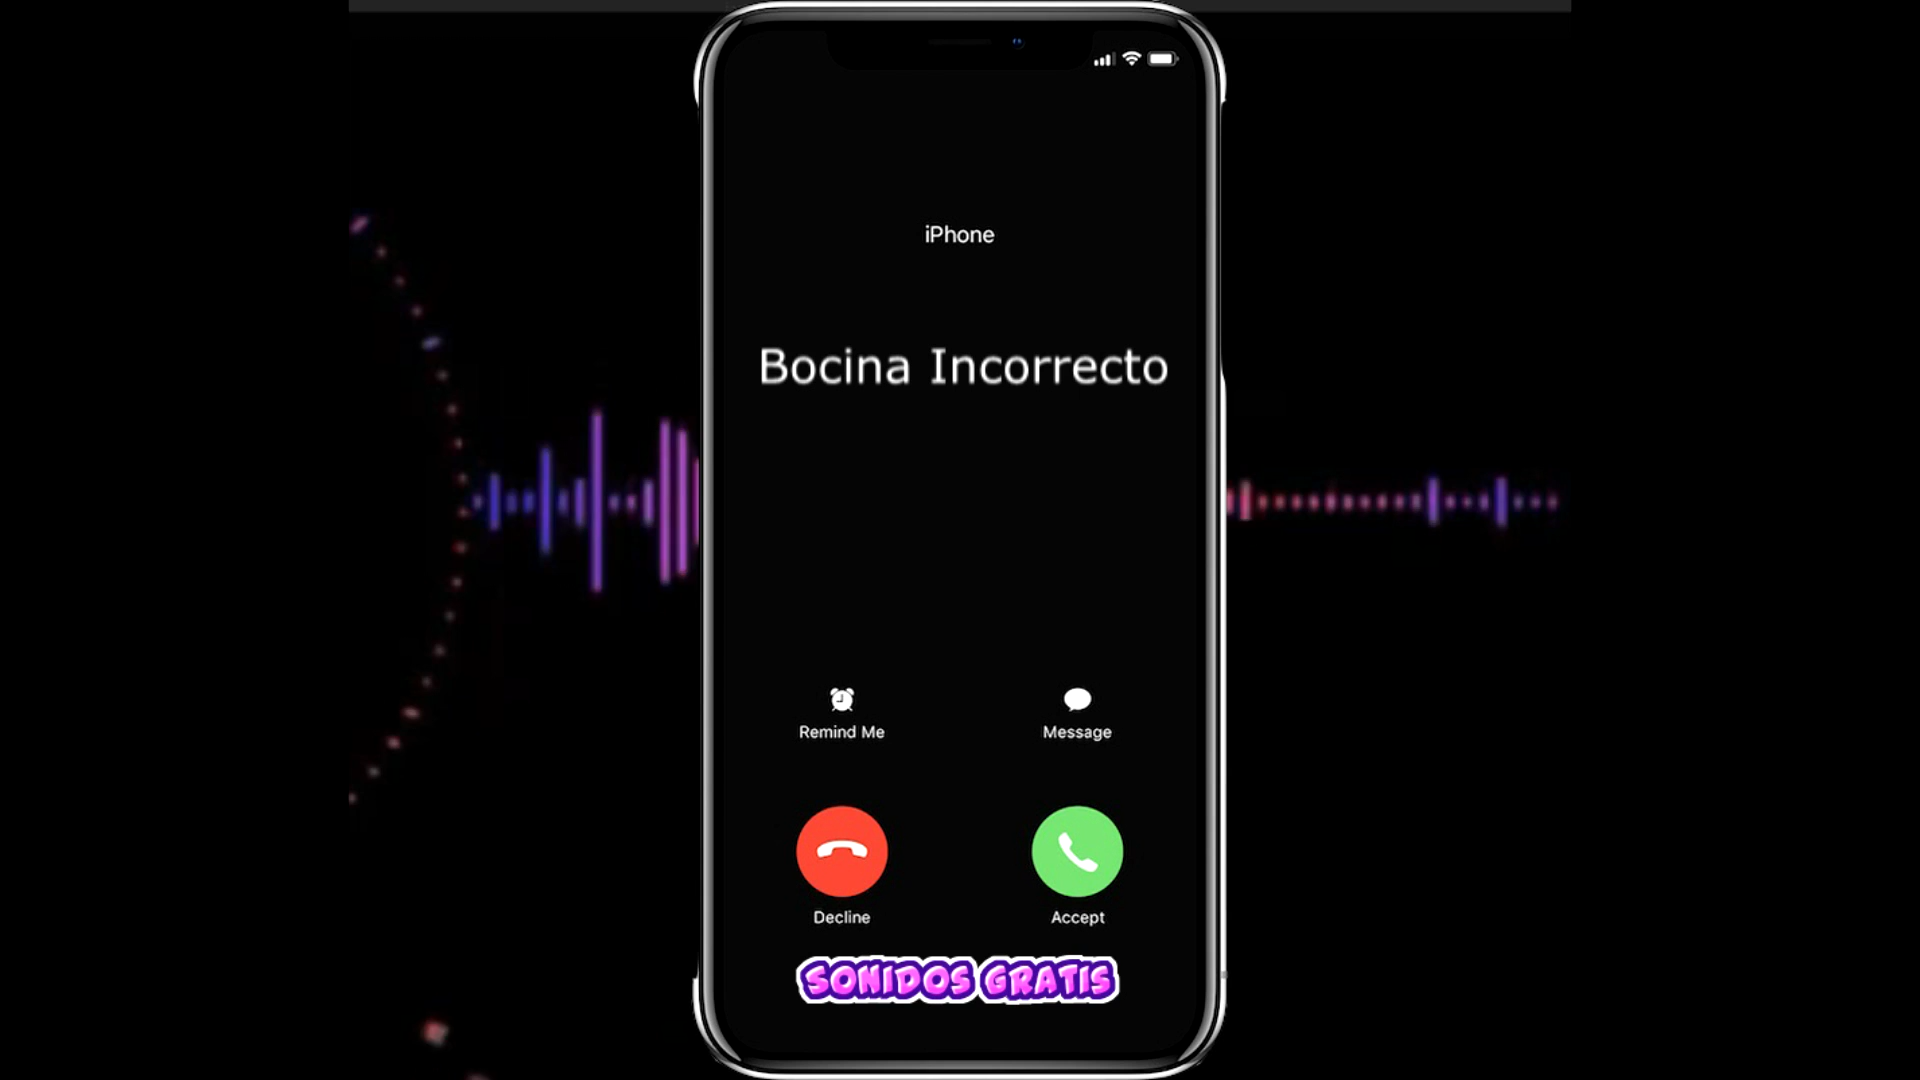 iPhone
Bocina Incorrecto
Remind Me
Message
Decline
Accept
SONIDOS GRATIS